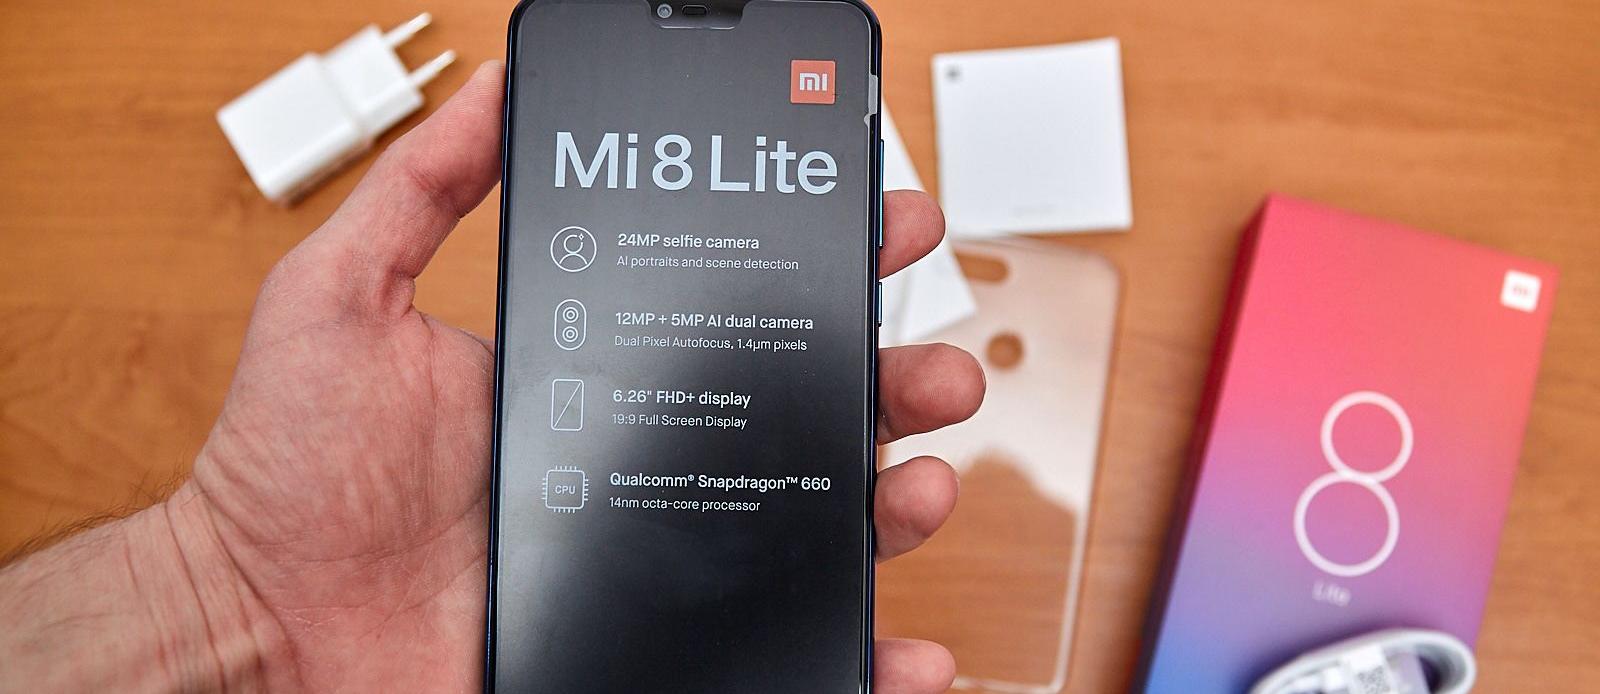 mi
Mi 8 Lite
24MP selfie camera
AI portraits and scene detection
12MP + 5MP AI dual camera
Dual Pixel Autofocus, 1.4μm pixels
6.26" FHD+ display
19:9 Full Screen Display
CPU
Qualcomm® Snapdragon™ 660
14nm octa-core processor
mi
8
Lite